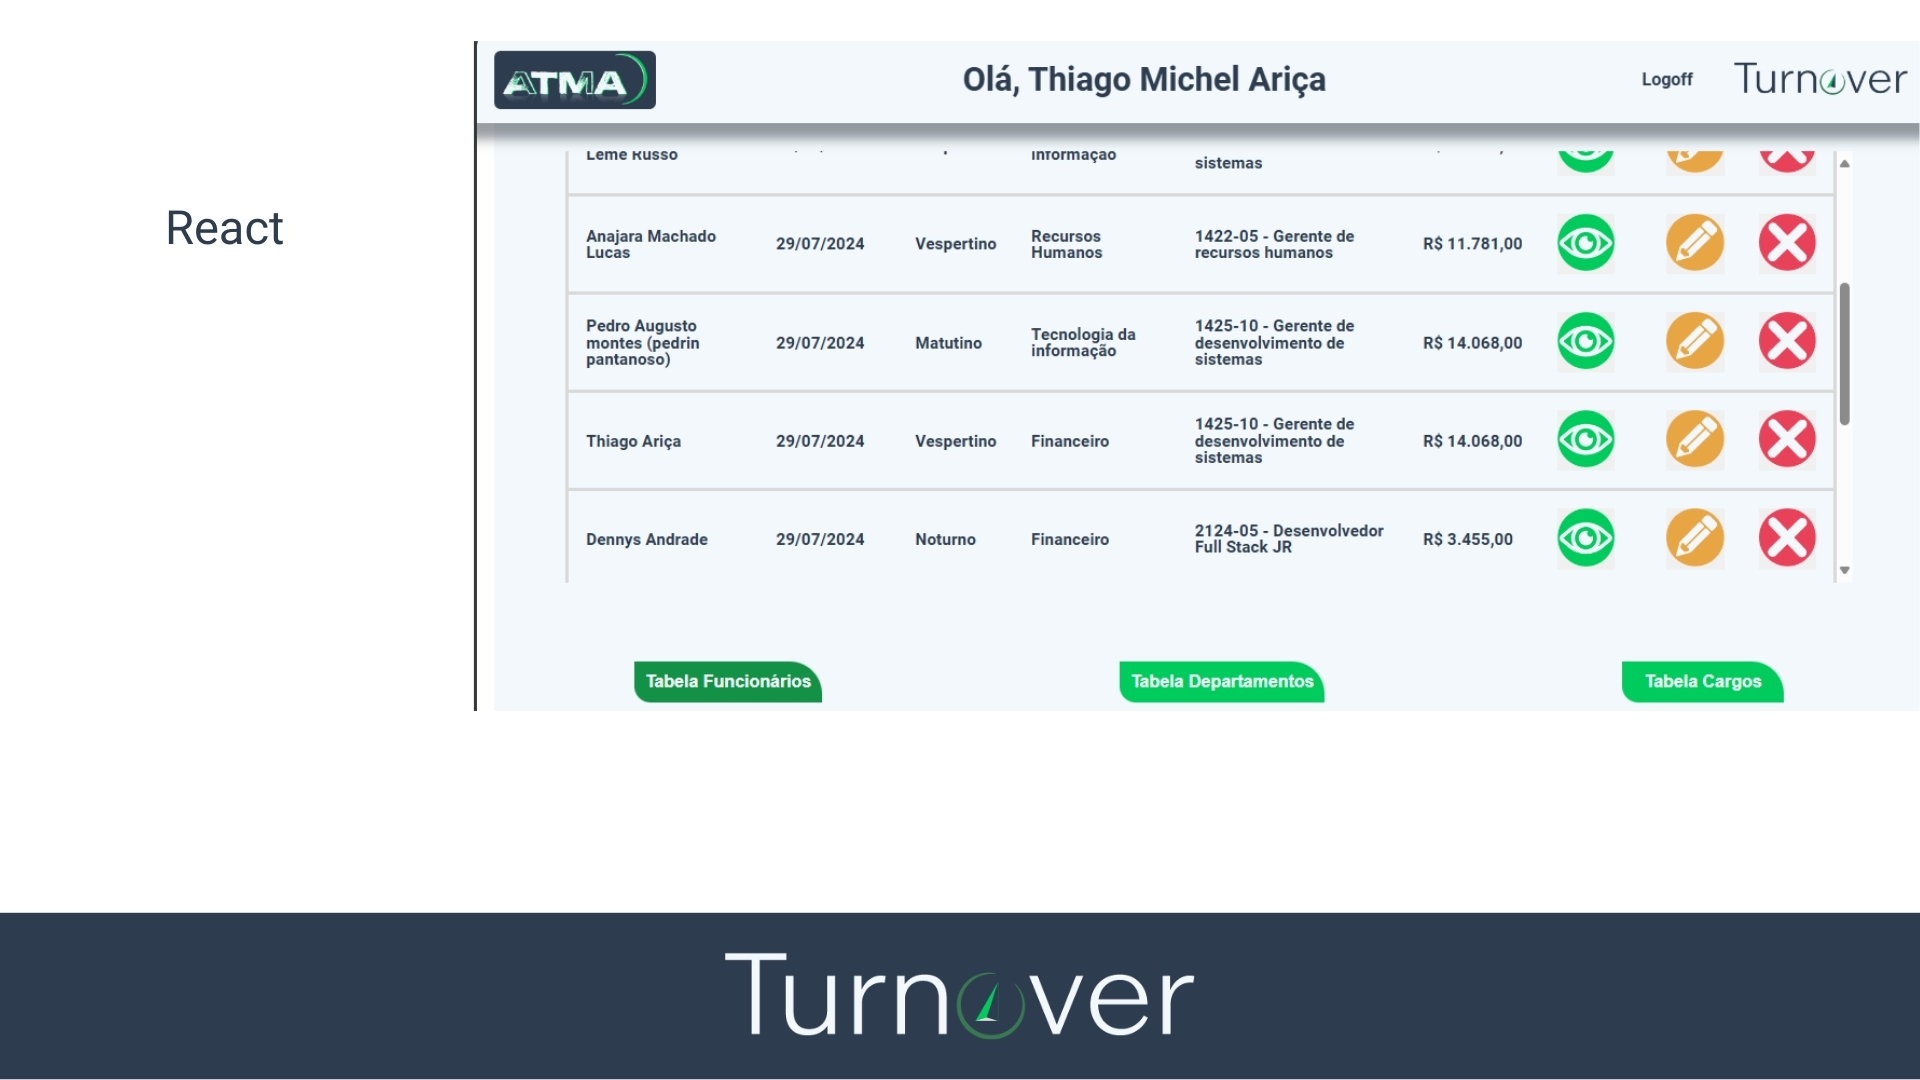 ATMA
Olá, Thiago Michel Ariça
Logoff
Turnover
React
Leme Russo
informação
sistemas
Anajara Machado
Lucas
29/07/2024
Vespertino
Recursos
Humanos
1422-05 - Gerente de
recursos humanos
R$ 11.781,00
Pedro Augusto
montes (pedrin
pantanoso)
29/07/2024
Matutino
Tecnologia da
informação
1425-10 - Gerente de
desenvolvimento de
sistemas
R$ 14.068,00
Thiago Ariça
29/07/2024
Vespertino
Financeiro
1425-10 - Gerente de
desenvolvimento de
sistemas
R$ 14.068,00
Dennys Andrade
29/07/2024
Noturno
Financeiro
2124-05 - Desenvolvedor
Full Stack JR
R$ 3.455,00
Tabela Funcionários
Tabela Departamentos
Tabela Cargos
Turnover